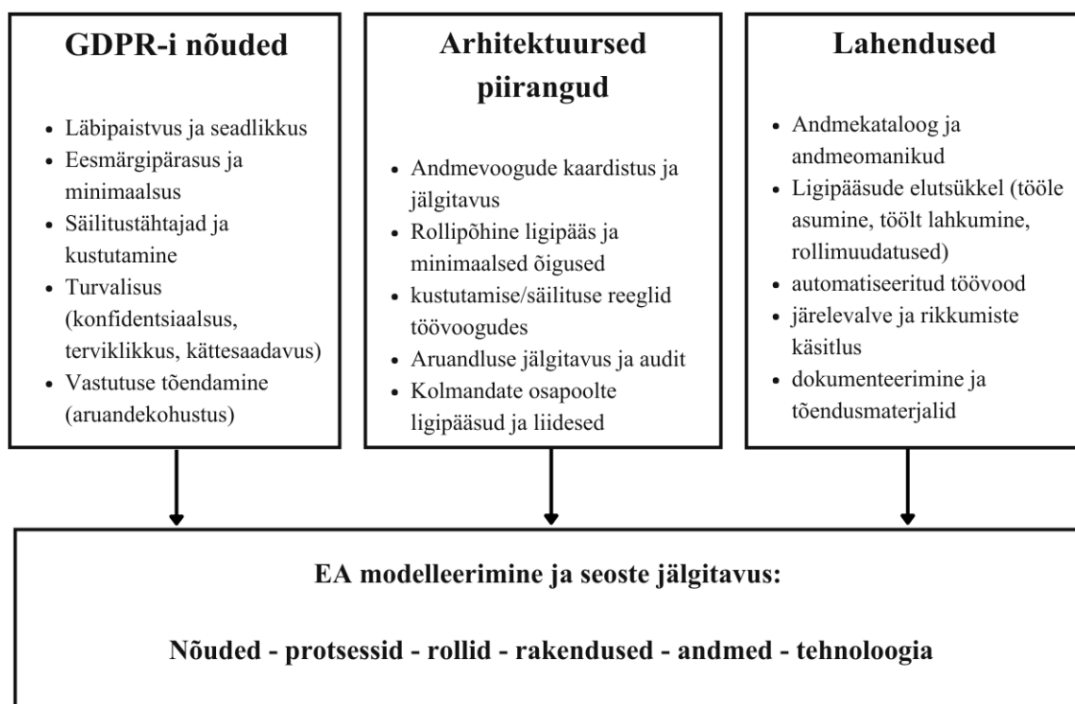 GDPR-i nõuded
• Läbipaistvus ja seadlikkus
• Eesmärgipärasus ja
minimaalsus
• Säilitustähtajad ja
kustutamine
• Turvalisus
(konfidentsiaalsus,
terviklikkus, kättesaadavus)
• Vastutuse tõendamine
(aruandekohustus)
Arhitektuursed
piirangud
• Andmevoogude kaardistus ja
jälgitavus
• Rollipõhine ligipääs ja
minimaalsed õigused
• kustutamise/säilituse reeglid
töövoogudes
• Aruandluse jälgitavus ja audit
• Kolmandate osapoolte
ligipääsud ja liidesed
Lahendused
• Andmekataloog ja
andmeomanikud
• Ligipääsude elutsükkel (tööle
asumine, töölt lahkumine,
rollimuudatused)
• automatiseeritud töövood
• järelevalve ja rikkumiste
käsitlus
• dokumenteerimine ja
tõendusmaterjalid
EA modelleerimine ja seoste jälgitavus:
Nõuded - protsessid - rollid - rakendused - andmed - tehnoloogia